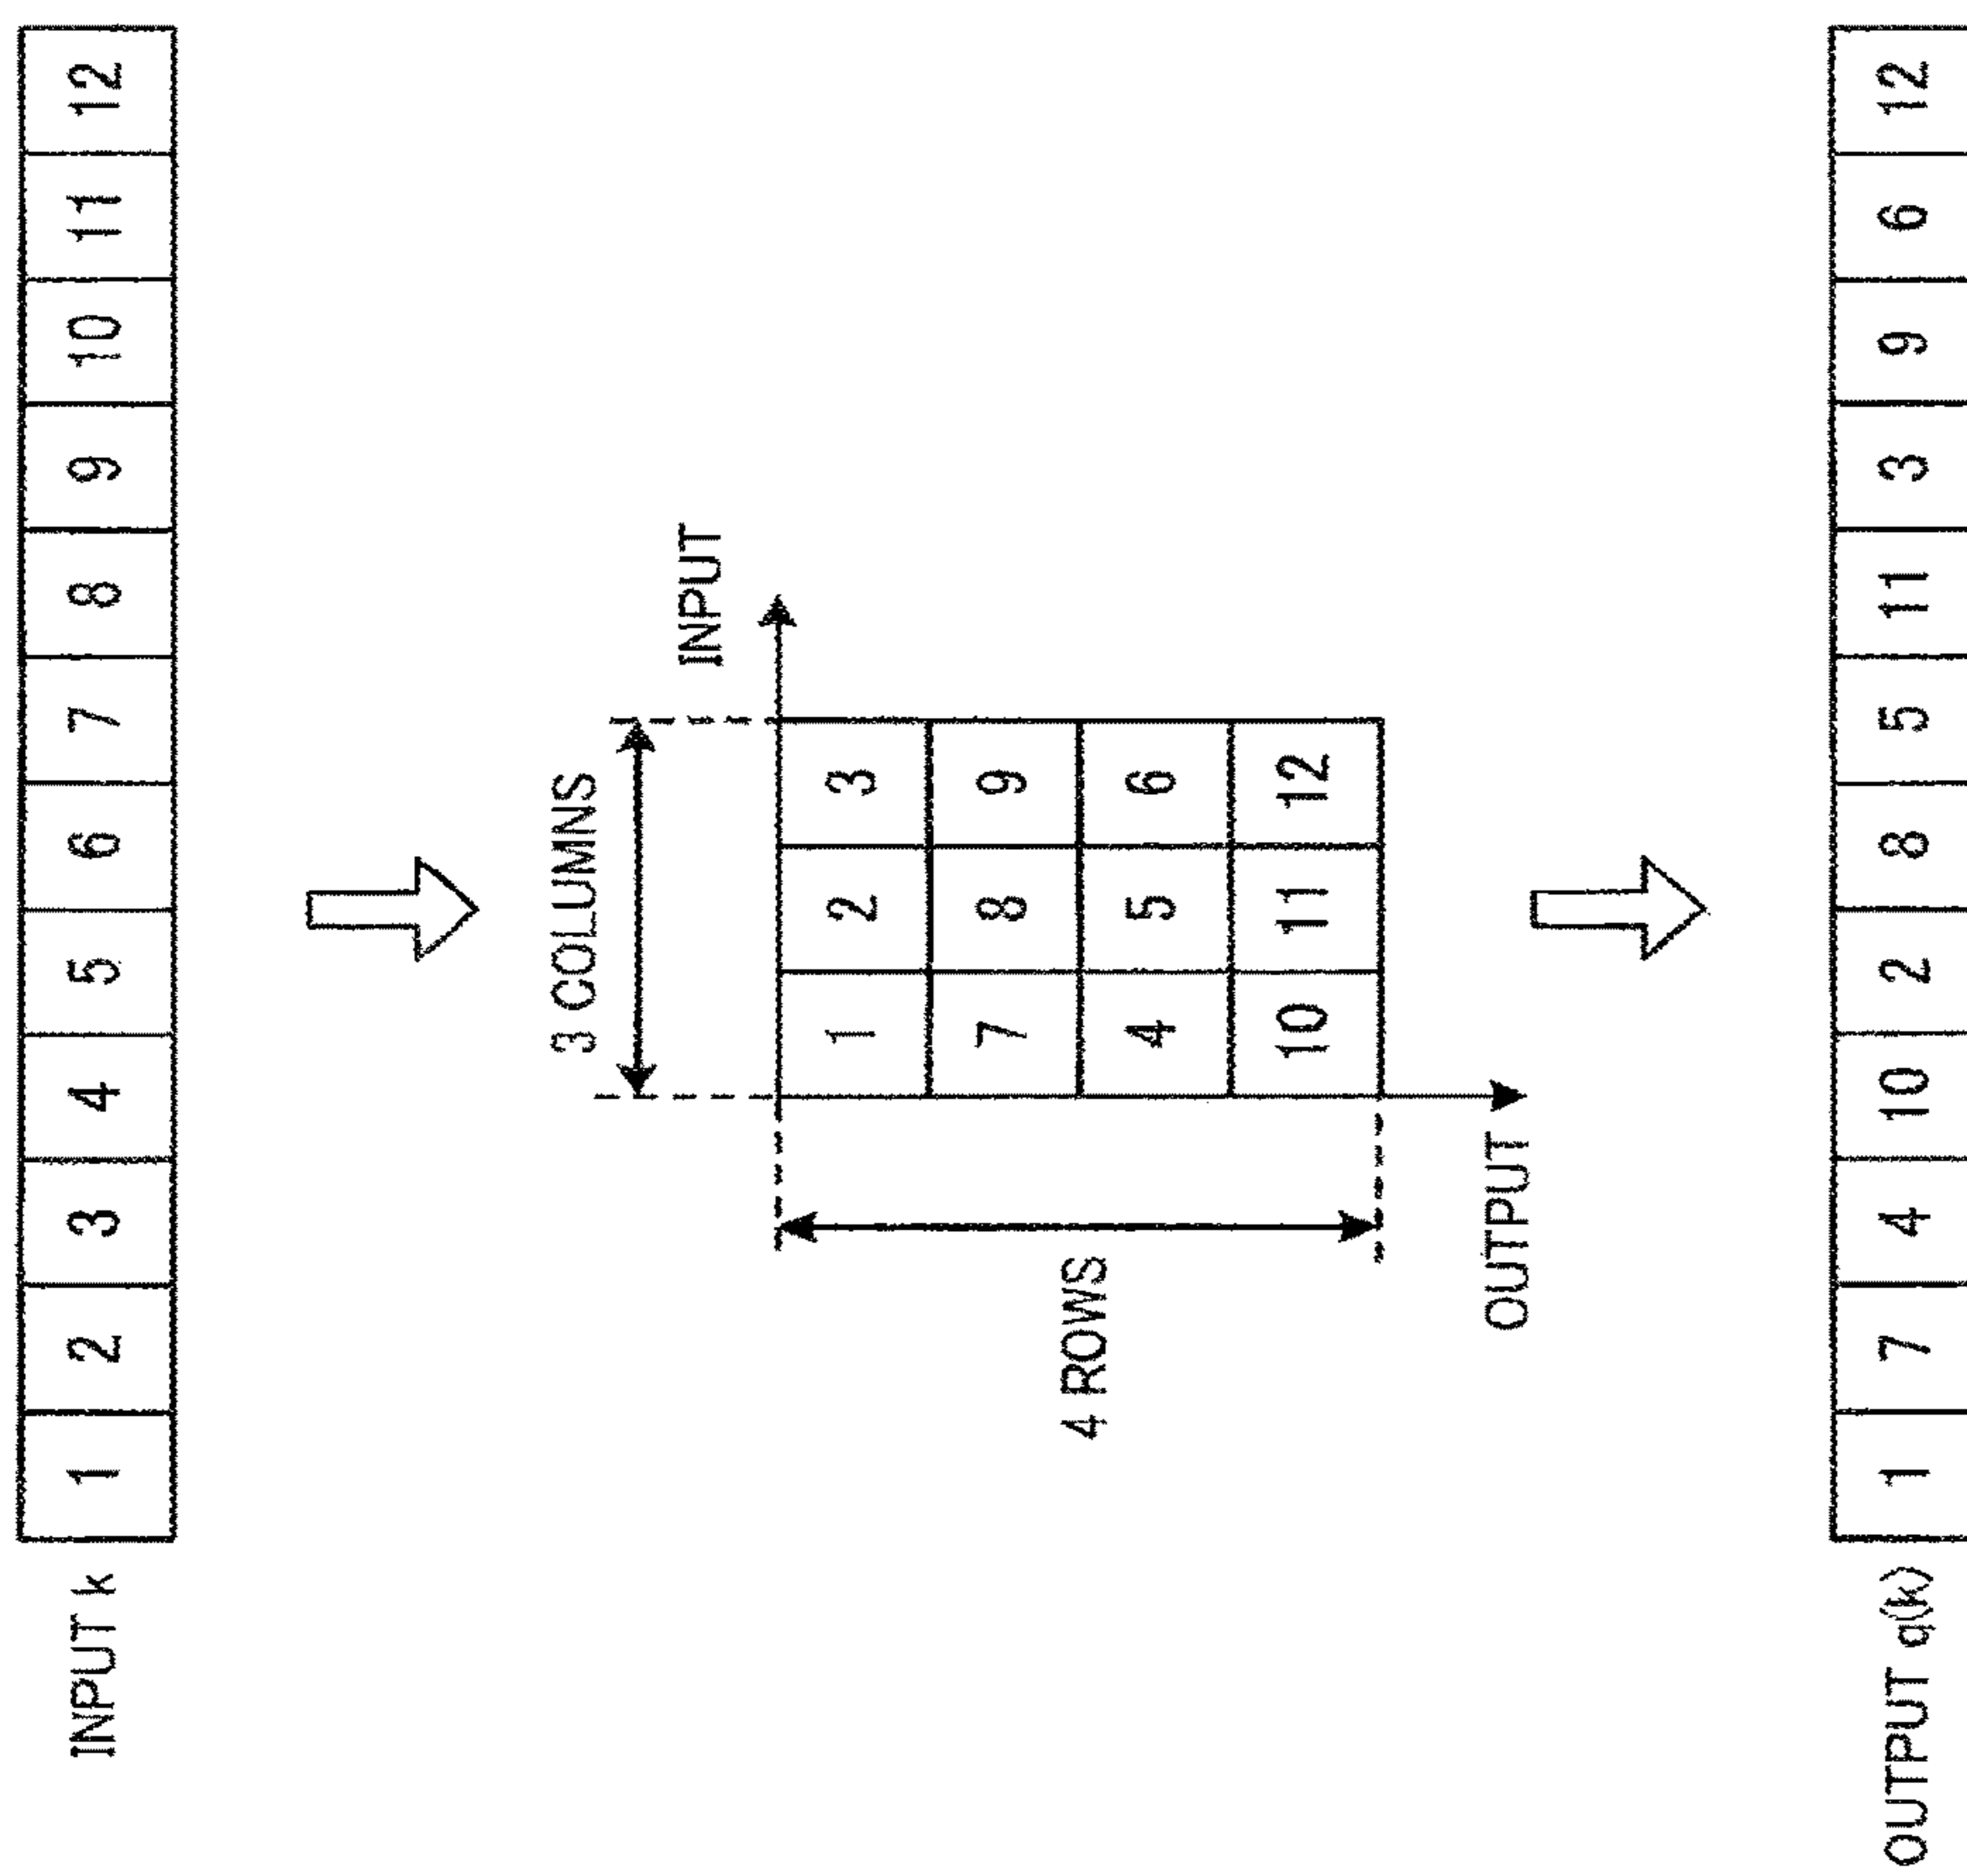 INPUT k 1 2 3 4 5 6 7 8 9 10 11 12
3 COLUMNS
INPUT
1 2 3
7 8 9
4 ROWS
4 5 6
10 11 12
OUTPUT
OUTPUT q(k) 1 7 4 10 2 8 5 11 3 9 6 12